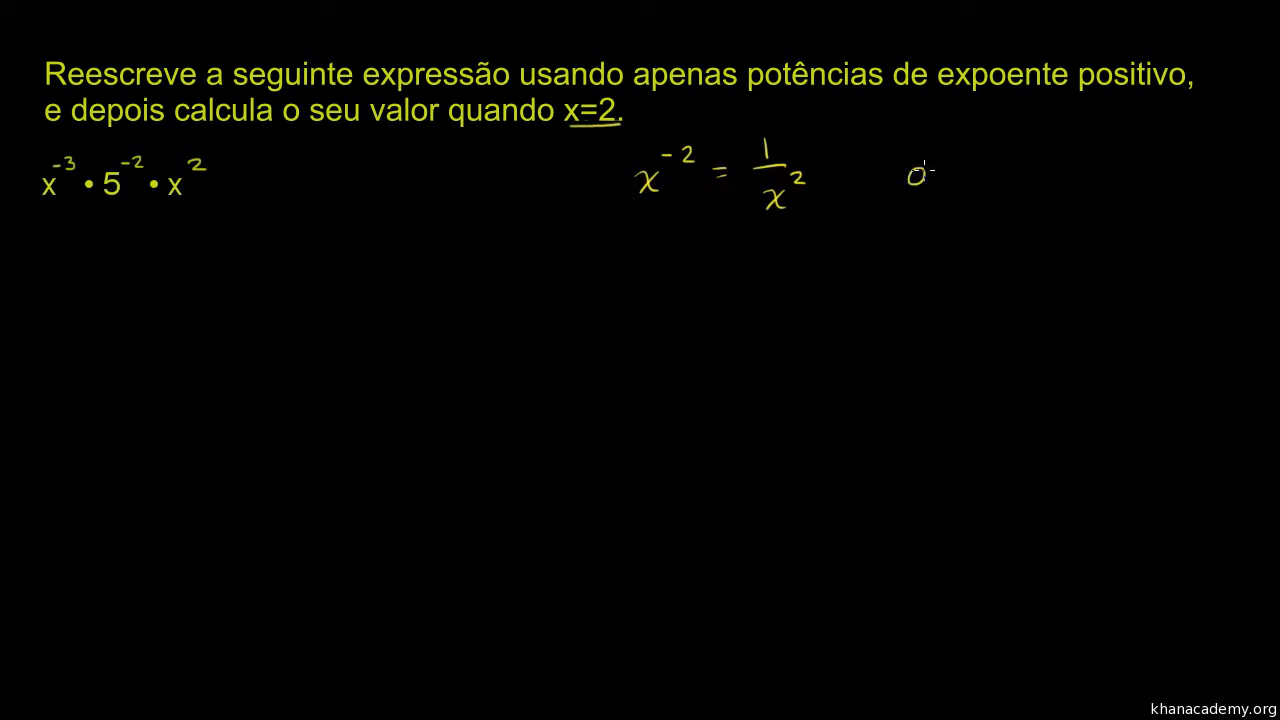 Reescreve a seguinte expressão usando apenas potências de expoente positivo,
e depois calcula o seu valor quando x=2.
x⁻³ • 5⁻² • x²
x⁻² = 1/x²
khanacademy.org